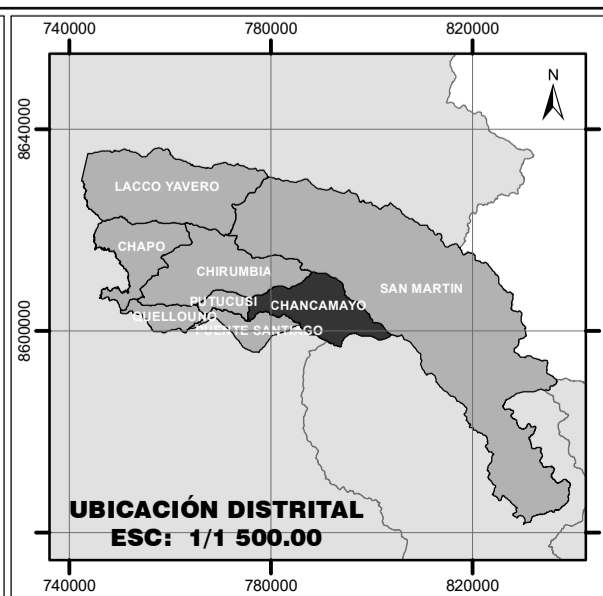 740000 780000 820000
N
8640000
LACCO YAVERO
CHAPO
CHIRUMBIA
SAN MARTIN
PUTUCUSI
CHANCAMAYO
QUELLOUNO
8600000
PUENTE SANTIAGO
UBICACIÓN DISTRITAL
ESC: 1/1 500.00
740000 780000 820000